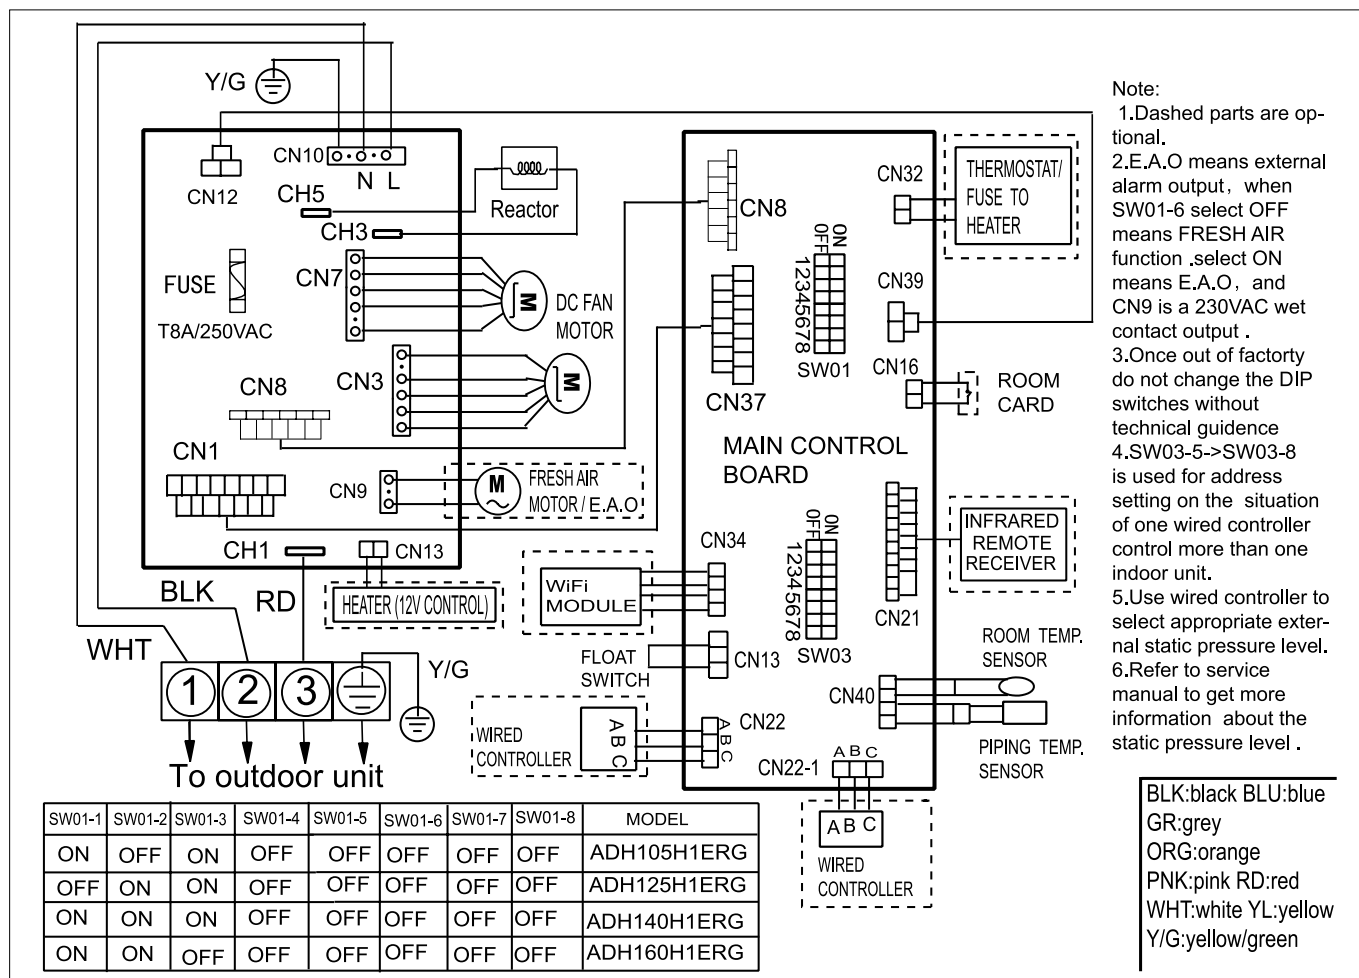 Y/G
CN10
N L
CN12
CH5
Reactor
CH3
FUSE
T8A/250VAC
CN7
M
DC FAN
MOTOR
CN3
M
CN8
CN1
CN9
M
FRESH AIR
MOTOR / E.A.O
CH1
CN13
HEATER (12V CONTROL)
BLK
RD
WHT
Y/G
1
2
3
To outdoor unit
CN8
CN37
ON
OFF
12345678
SW01
CN32
THERMOSTAT/
FUSE TO
HEATER
CN39
CN16
ROOM
CARD
MAIN CONTROL
BOARD
ON
OFF
12345678
SW03
CN34
WiFi
MODULE
CN13
FLOAT
SWITCH
CN21
INFRARED
REMOTE
RECEIVER
ROOM TEMP.
SENSOR
CN40
PIPING TEMP.
SENSOR
CN22
A B C
WIRED
CONTROLLER
A B C
CN22-1
A B C
A B C
WIRED
CONTROLLER
Note:
1.Dashed parts are op-
tional.
2.E.A.O means external
alarm output, when
SW01-6 select OFF
means FRESH AIR
function .select ON
means E.A.O, and
CN9 is a 230VAC wet
contact output .
3.Once out of factorty
do not change the DIP
switches without
technical guidence
4.SW03-5->SW03-8
is used for address
setting on the situation
of one wired controller
control more than one
indoor unit.
5.Use wired controller to
select appropriate exter-
nal static pressure level.
6.Refer to service
manual to get more
information about the
static pressure level .
BLK:black BLU:blue
GR:grey
ORG:orange
PNK:pink RD:red
WHT:white YL:yellow
Y/G:yellow/green
SW01-1 SW01-2 SW01-3 SW01-4 SW01-5 SW01-6 SW01-7 SW01-8 MODEL
ON OFF ON OFF OFF OFF OFF OFF ADH105H1ERG
OFF ON ON OFF OFF OFF OFF OFF ADH125H1ERG
ON ON ON OFF OFF OFF OFF OFF ADH140H1ERG
ON ON OFF OFF OFF OFF OFF OFF ADH160H1ERG